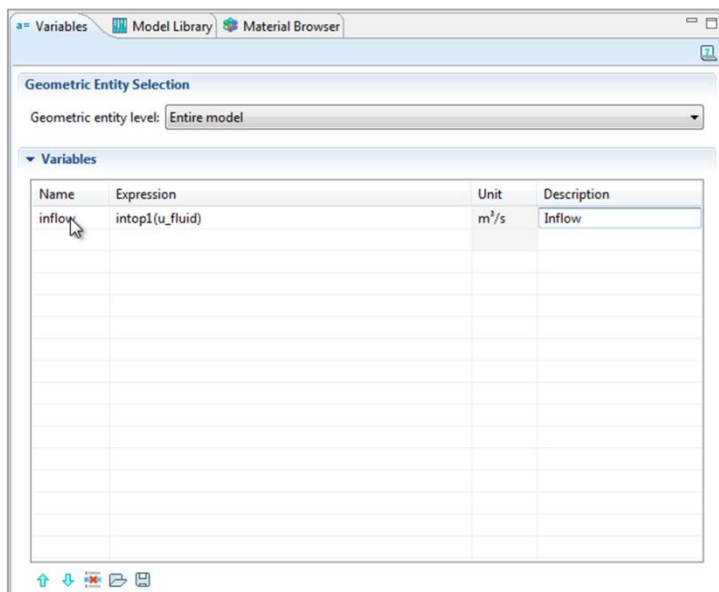 a= Variables Model Library Material Browser
Geometric Entity Selection
Geometric entity level: Entire model
Variables
Name Expression Unit Description
inflow intop1(u_fluid) m³/s Inflow